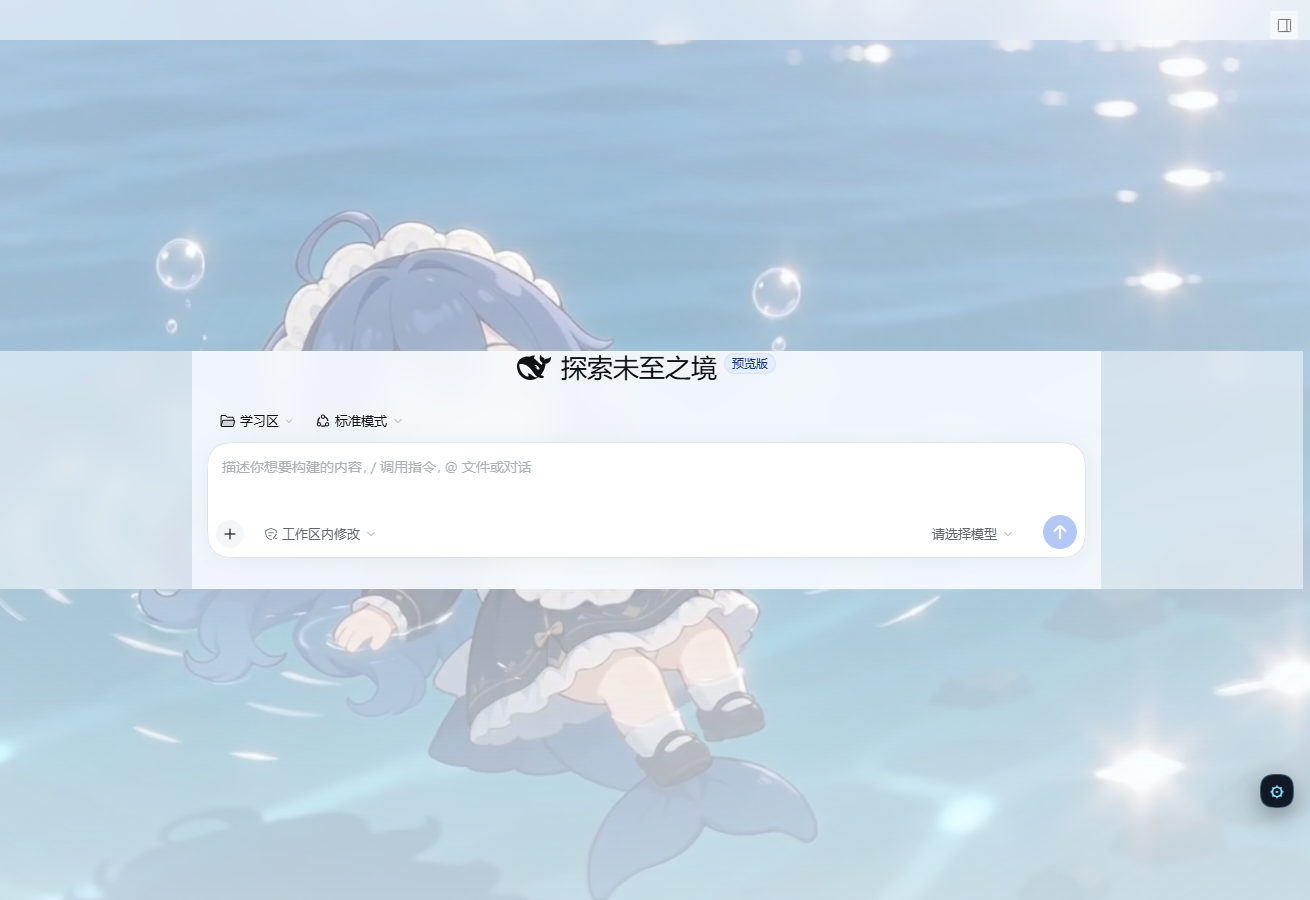 探索未至之境 预览版
学习区 标准模式
描述你想要构建的内容, / 调用指令, @ 文件或对话
工作区内修改 请选择模型